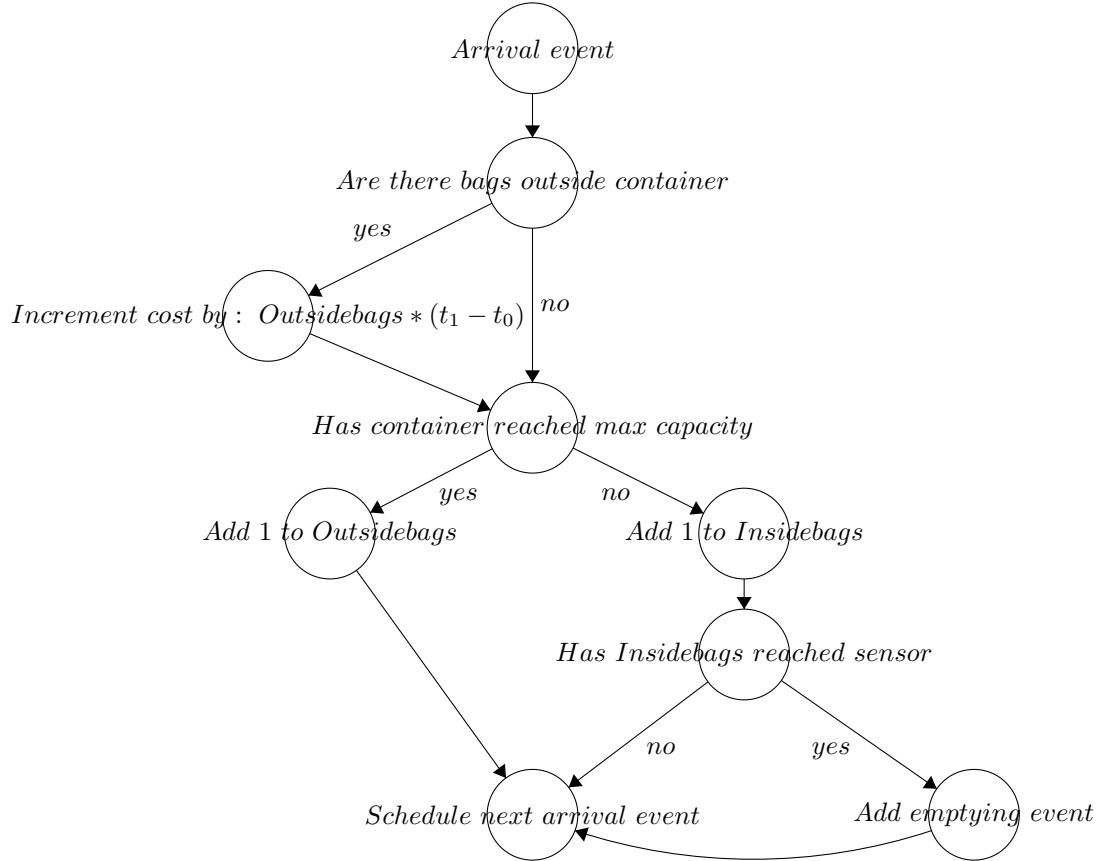 Arrival event
Are there bags outside container
yes
Increment cost by : Outsidebags ∗ (t₁ − t₀)
no
Has container reached max capacity
yes
no
Add 1 to Outsidebags
Add 1 to Insidebags
Has Insidebags reached sensor
no
yes
Schedule next arrival event
Add emptying event